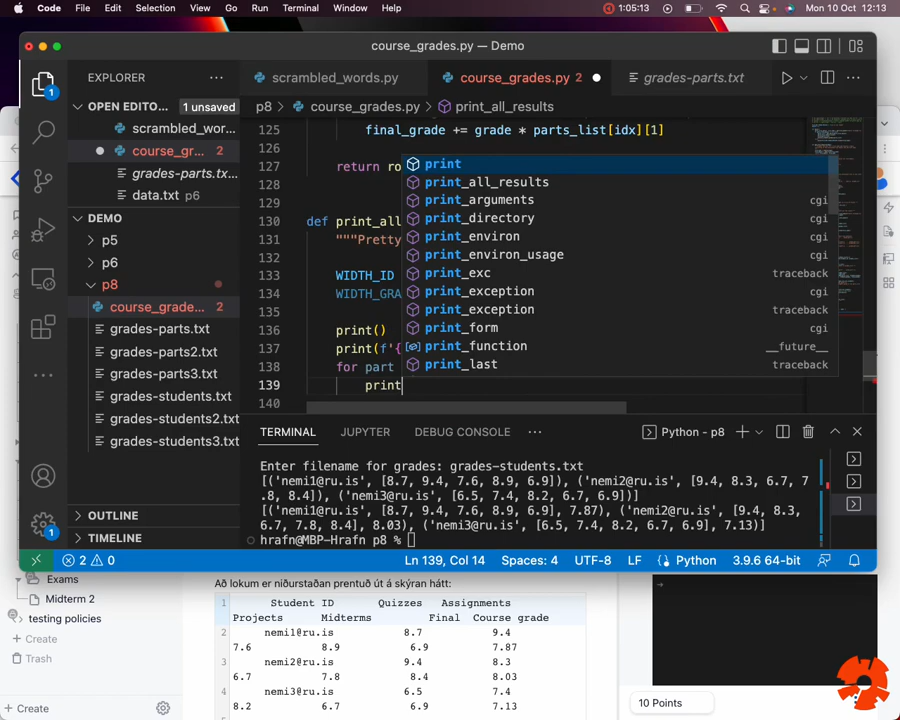 Code File Edit Selection View Go Run Terminal Window Help 1:05:13 Mon 10 Oct 12:13
course_grades.py — Demo
EXPLORER
scrambled_words.py course_grades.py 2 grades-parts.txt
OPEN EDITO... 1 unsaved
p8 > course_grades.py > print_all_results
scrambled_wor...
course_gr... 2
grades-parts.tx...
data.txt p6
DEMO
p5
p6
p8
course_grade... 2
grades-parts.txt
grades-parts2.txt
grades-parts3.txt
grades-students.txt
grades-students2.txt
grades-students3.txt
OUTLINE
TIMELINE
125 final_grade += grade * parts_list[idx][1]
126
127 return ro
128
129
130 def print_all
131 """Pretty
132
133 WIDTH_ID
134 WIDTH_GRA
135
136 print()
137 print(f'{
138 for part
139 print
140
print
print_all_results
print_arguments cgi
print_directory cgi
print_environ cgi
print_environ_usage cgi
print_exc traceback
print_exception cgi
print_exception traceback
print_form cgi
print_function __future__
print_last traceback
TERMINAL JUPYTER DEBUG CONSOLE Python - p8
Enter filename for grades: grades-students.txt
[('nemi1@ru.is', [8.7, 9.4, 7.6, 8.9, 6.9]), ('nemi2@ru.is', [9.4, 8.3, 6.7, 7
.8, 8.4]), ('nemi3@ru.is', [6.5, 7.4, 8.2, 6.7, 6.9])]
[('nemi1@ru.is', [8.7, 9.4, 7.6, 8.9, 6.9], 7.87), ('nemi2@ru.is', [9.4, 8.3,
6.7, 7.8, 8.4], 8.03), ('nemi3@ru.is', [6.5, 7.4, 8.2, 6.7, 6.9], 7.13)]
hrafn@MBP-Hrafn p8 %
2 0 Ln 139, Col 14 Spaces: 4 UTF-8 LF Python 3.9.6 64-bit
Exams
Midterm 2
testing policies
Create
Trash
Create
Að lokum er niðurstaðan prentuð út á skýran hátt:
1 Student ID Quizzes Assignments
Projects Midterms Final Course grade
2 nemi1@ru.is 8.7 9.4
7.6 8.9 6.9 7.87
3 nemi2@ru.is 9.4 8.3
6.7 7.8 8.4 8.03
4 nemi3@ru.is 6.5 7.4
8.2 6.7 6.9 7.13
5
10 Points